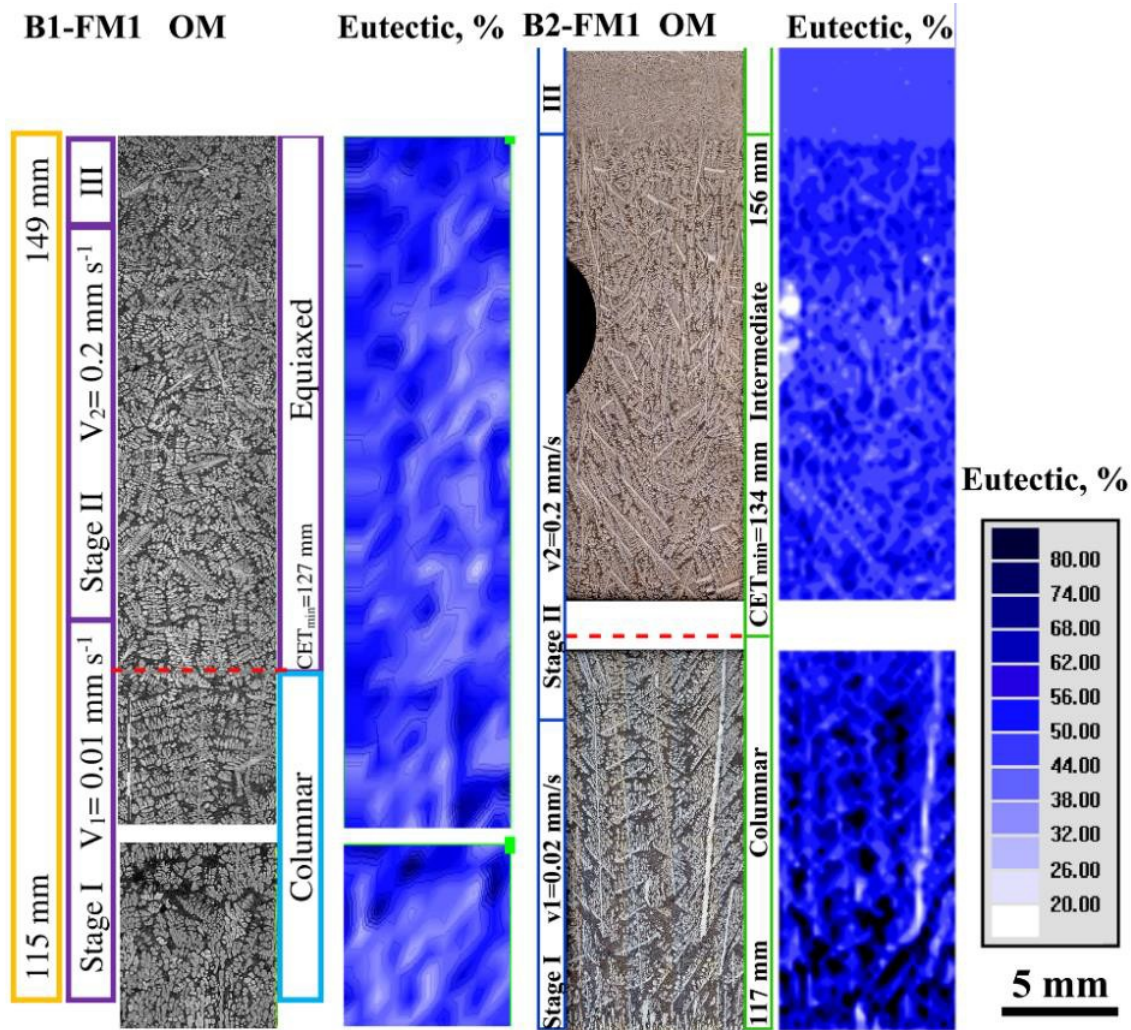 B1-FM1 OM
Eutectic, %
B2-FM1 OM
Eutectic, %
149 mm
115 mm
III
Stage II V₂= 0.2 mm s⁻¹
Stage I V₁= 0.01 mm s⁻¹
Equiaxed
CETmin=127 mm
Columnar
III
Stage II v2=0.2 mm/s
Stage I v1=0.02 mm/s
156 mm
Intermediate
CETmin=134 mm
Columnar
117 mm
Eutectic, %
80.00
74.00
68.00
62.00
56.00
50.00
44.00
38.00
32.00
26.00
20.00
5 mm